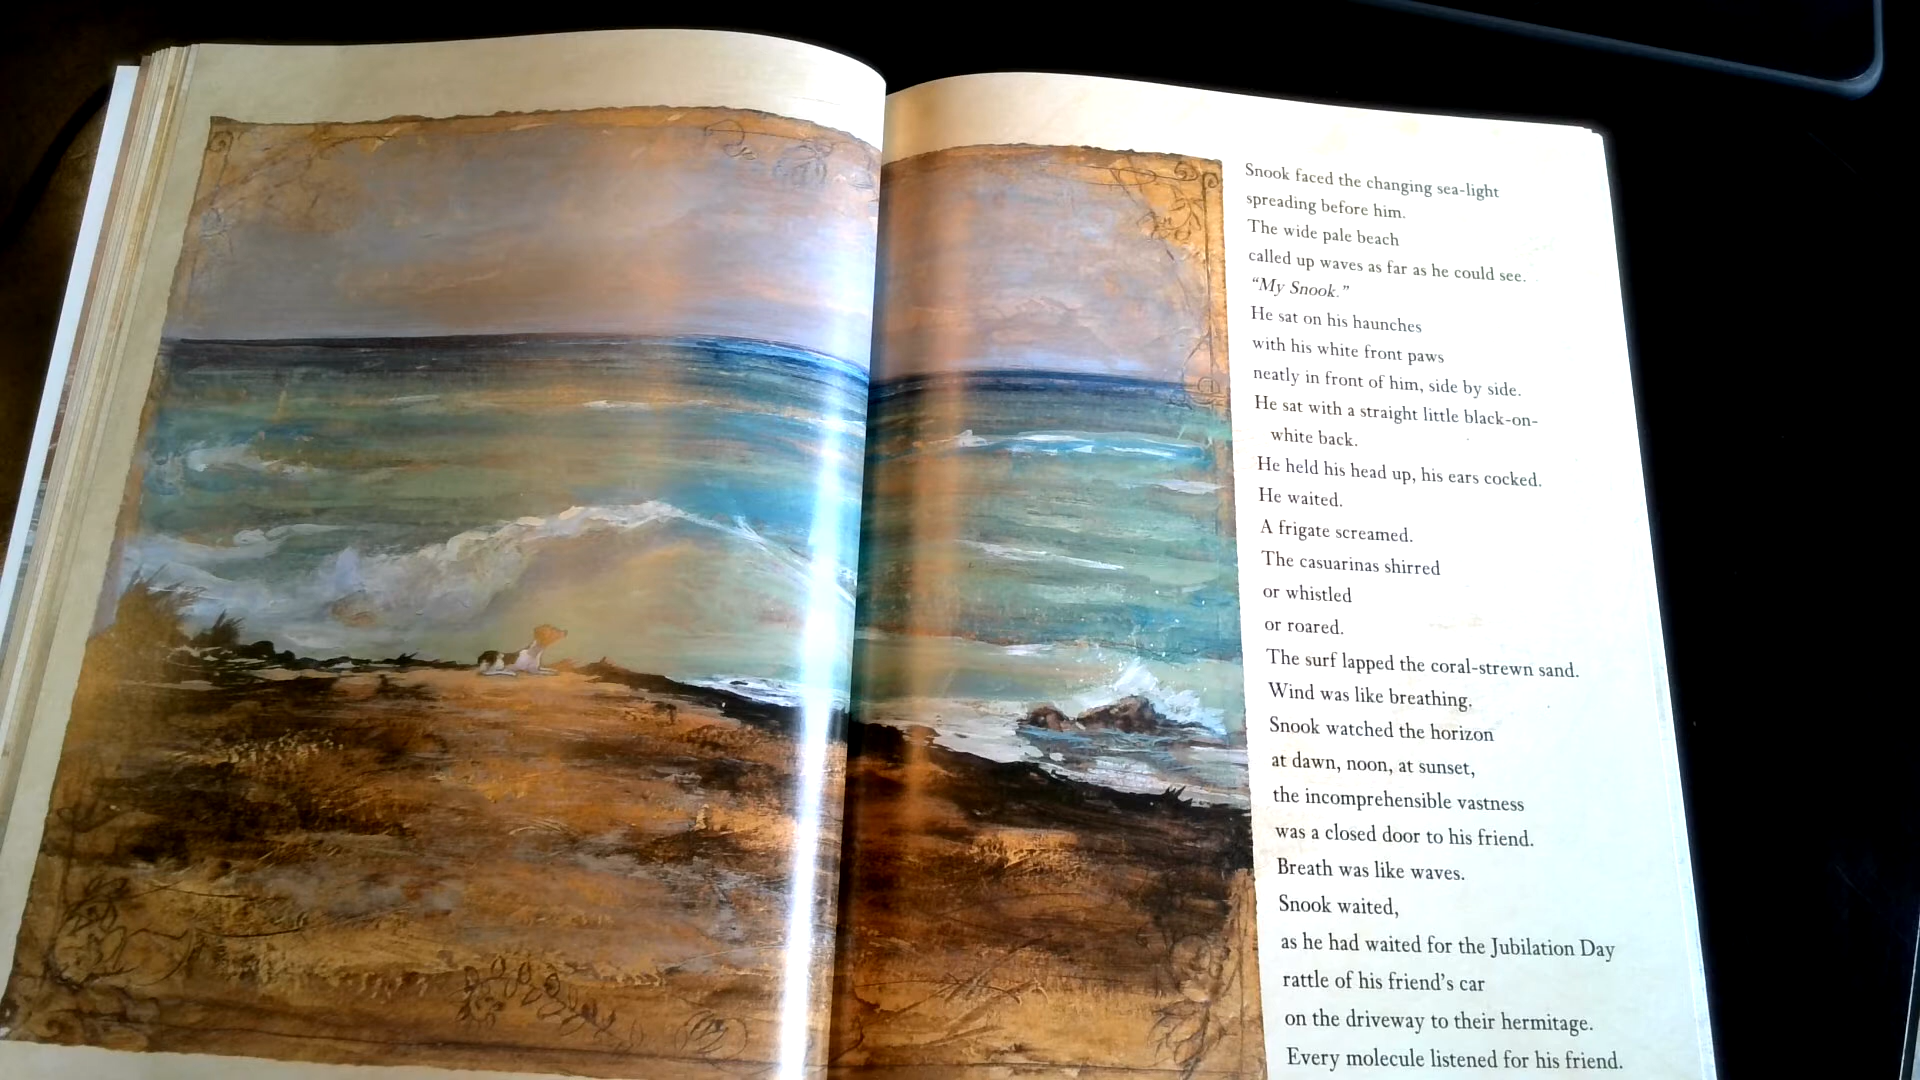 Snook faced the changing sea-light
spreading before him.
The wide pale beach
called up waves as far as he could see.
“My Snook.”
He sat on his haunches
with his white front paws
neatly in front of him, side by side.
He sat with a straight little black-on-
white back.
He held his head up, his ears cocked.
He waited.
A frigate screamed.
The casuarinas shirred
or whistled
or roared.
The surf lapped the coral-strewn sand.
Wind was like breathing.
Snook watched the horizon
at dawn, noon, at sunset,
the incomprehensible vastness
was a closed door to his friend.
Breath was like waves.
Snook waited,
as he had waited for the Jubilation Day
rattle of his friend’s car
on the driveway to their hermitage.
Every molecule listened for his friend.